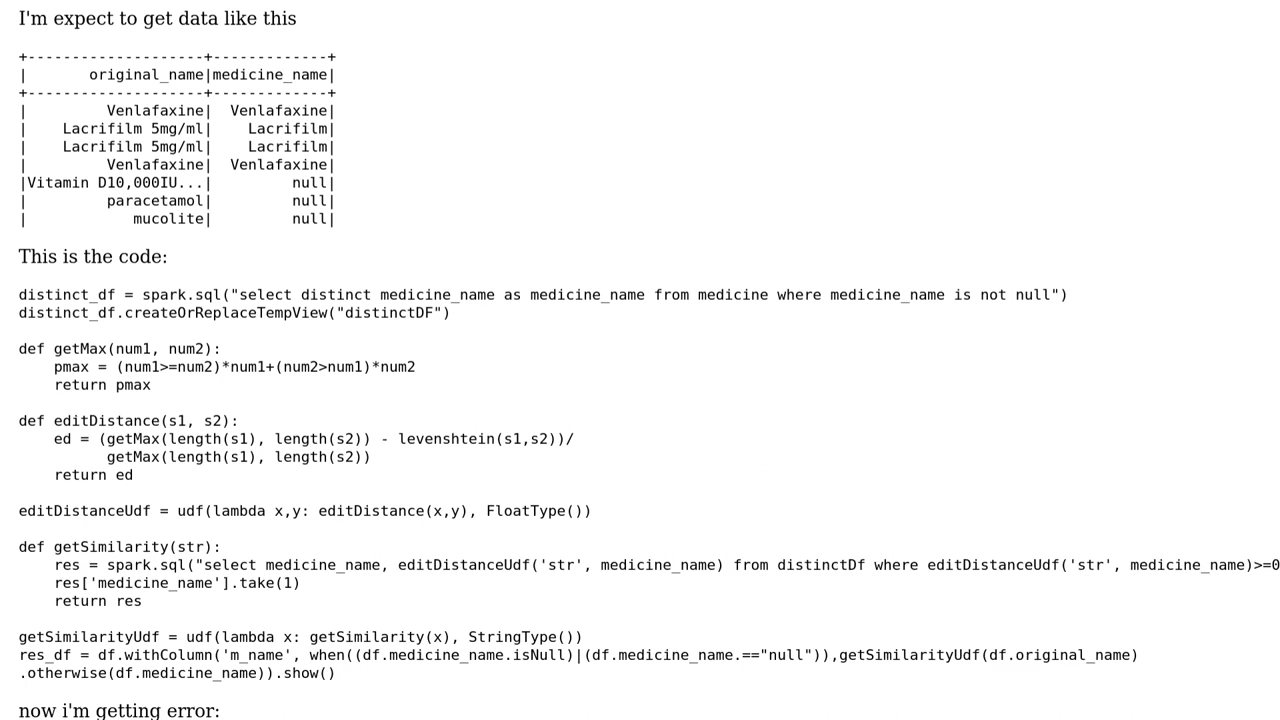 I'm expect to get data like this
+--------------------+-------------+
|       original_name|medicine_name|
+--------------------+-------------+
|         Venlafaxine|  Venlafaxine|
|    Lacrifilm 5mg/ml|    Lacrifilm|
|    Lacrifilm 5mg/ml|    Lacrifilm|
|         Venlafaxine|  Venlafaxine|
|Vitamin D10,000IU...|         null|
|         paracetamol|         null|
|            mucolite|         null|
This is the code:
distinct_df = spark.sql("select distinct medicine_name as medicine_name from medicine where medicine_name is not null")
distinct_df.createOrReplaceTempView("distinctDF")
def getMax(num1, num2):
    pmax = (num1>=num2)*num1+(num2>num1)*num2
    return pmax
def editDistance(s1, s2):
    ed = (getMax(length(s1), length(s2)) - levenshtein(s1,s2))/
          getMax(length(s1), length(s2))
    return ed
editDistanceUdf = udf(lambda x,y: editDistance(x,y), FloatType())
def getSimilarity(str):
    res = spark.sql("select medicine_name, editDistanceUdf('str', medicine_name) from distinctDf where editDistanceUdf('str', medicine_name)>=0
    res['medicine_name'].take(1)
    return res
getSimilarityUdf = udf(lambda x: getSimilarity(x), StringType())
res_df = df.withColumn('m_name', when((df.medicine_name.isNull)|(df.medicine_name.=="null")),getSimilarityUdf(df.original_name)
.otherwise(df.medicine_name)).show()
now i'm getting error: